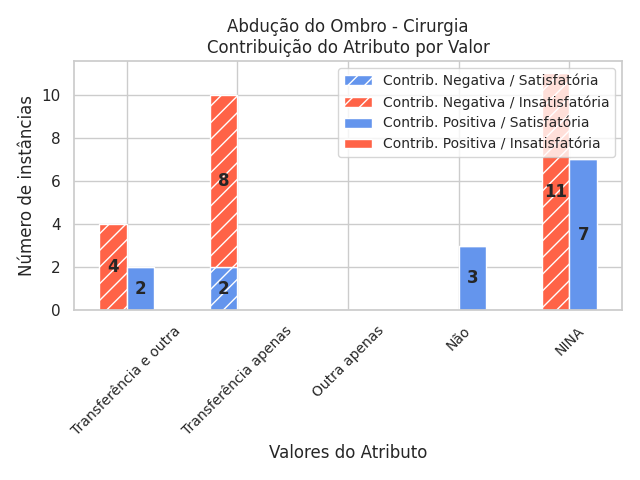 Abdução do Ombro - Cirurgia
Contribuição do Atributo por Valor
Contrib. Negativa / Satisfatória
Contrib. Negativa / Insatisfatória
Contrib. Positiva / Satisfatória
Contrib. Positiva / Insatisfatória
Número de instâncias
10
8
6
4
2
0
4
2
8
2
3
11
7
Transferência e outra
Transferência apenas
Outra apenas
Não
NINA
Valores do Atributo